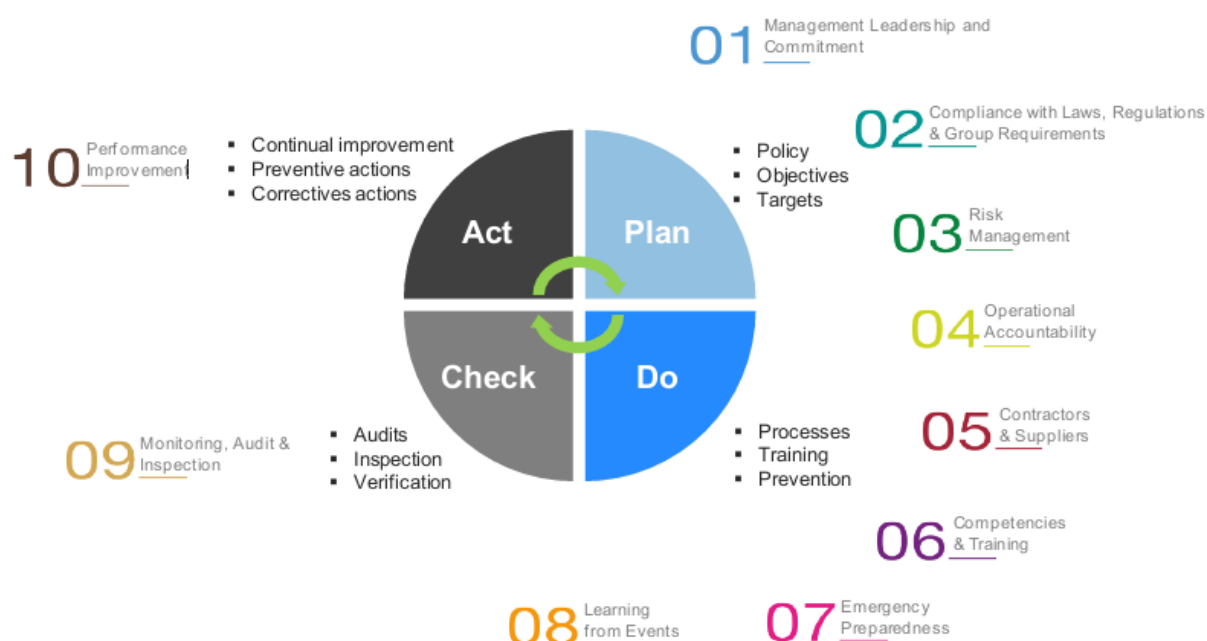 01
Management Leadership and
Commitment
02
Compliance with Laws, Regulations
& Group Requirements
10
Performance
Improvement
▪ Continual improvement
▪ Preventive actions
▪ Correctives actions
▪ Policy
▪ Objectives
▪ Targets
03
Risk
Management
Act
Plan
04
Operational
Accountability
Check
Do
05
Contractors
& Suppliers
09
Monitoring, Audit &
Inspection
▪ Audits
▪ Inspection
▪ Verification
▪ Processes
▪ Training
▪ Prevention
06
Competencies
& Training
08
Learning
from Events
07
Emergency
Preparedness